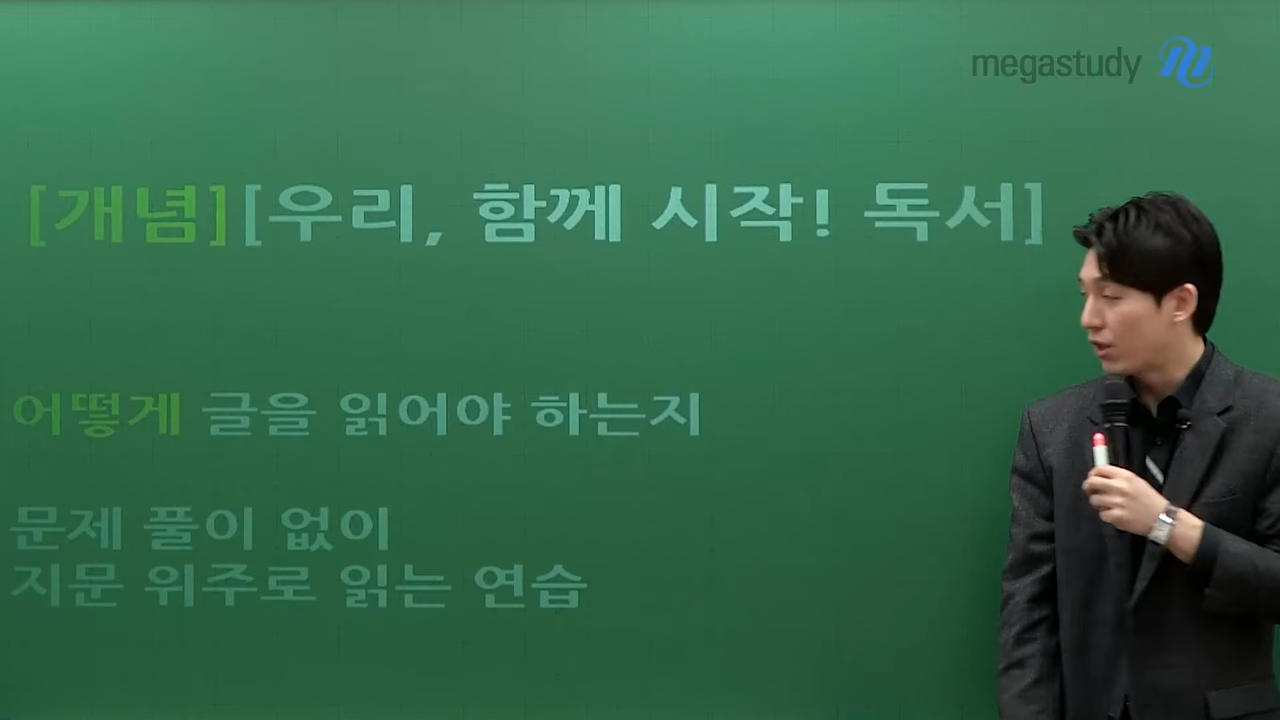 megastudy
[개념][우리, 함께 시작! 독서]
어떻게 글을 읽어야 하는지
문제 풀이 없이
지문 위주로 읽는 연습